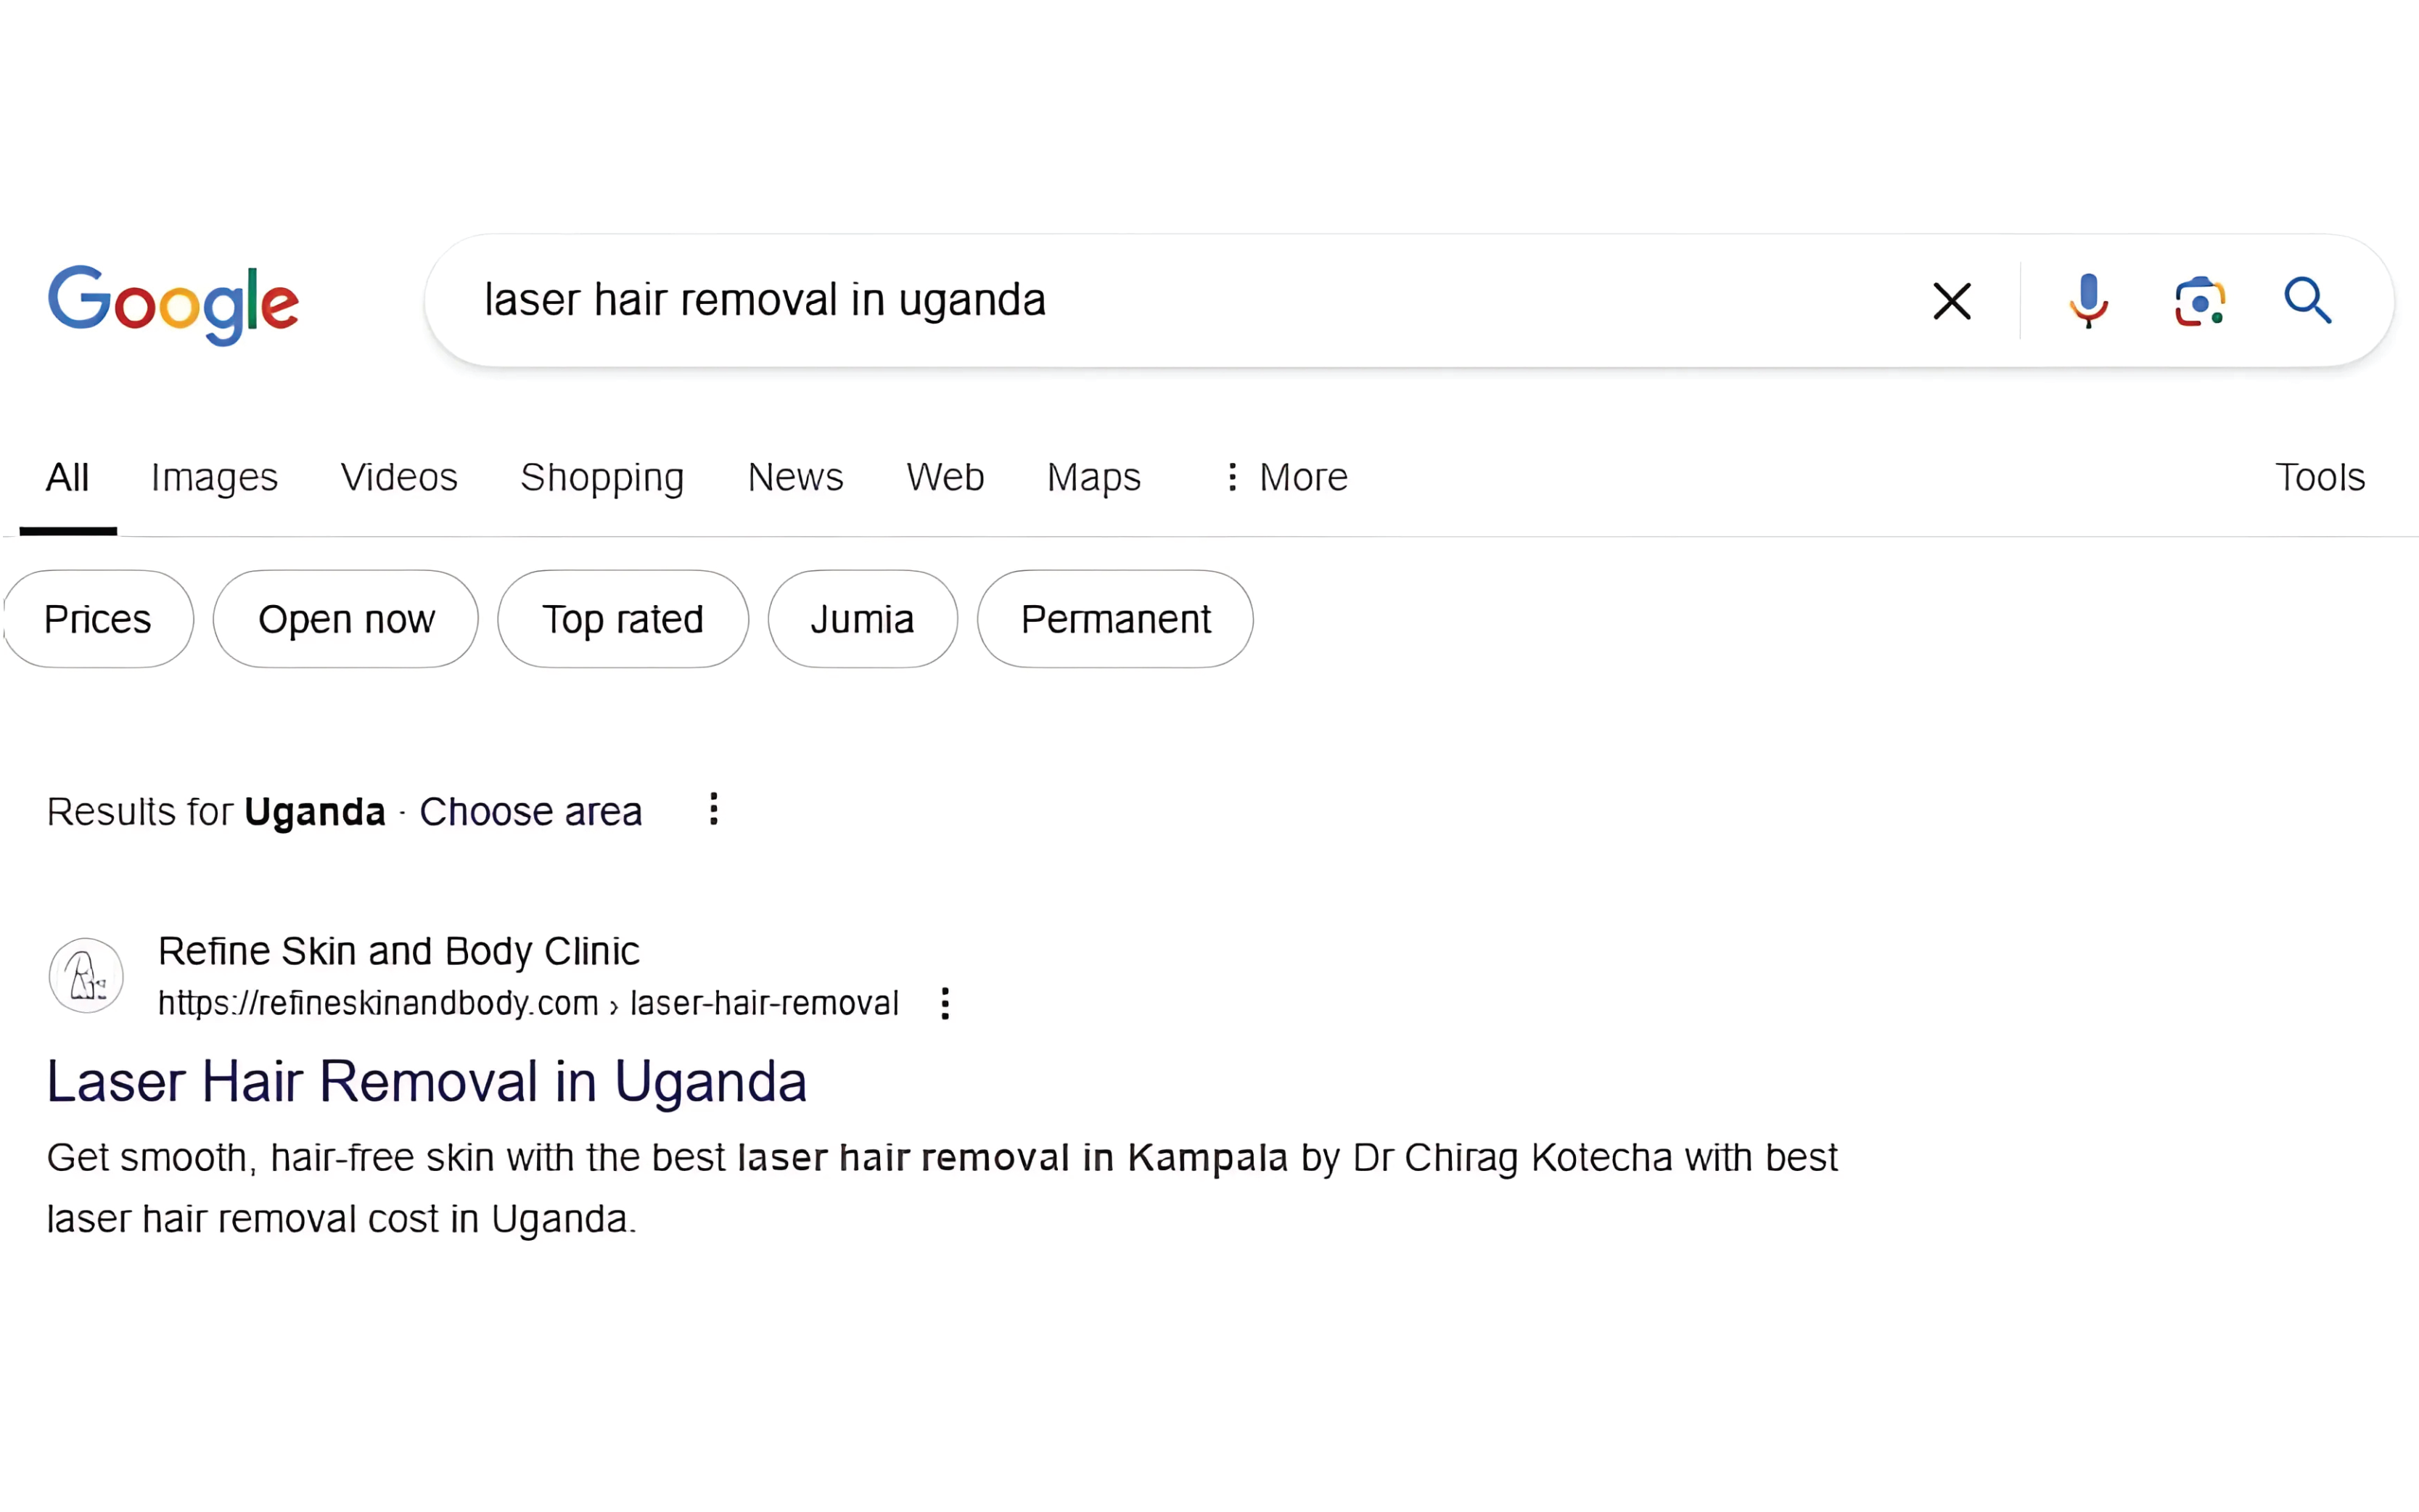 Google
laser hair removal in uganda
All Images Videos Shopping News Web Maps More Tools
Prices Open now Top rated Jumia Permanent
Results for Uganda · Choose area
Refine Skin and Body Clinic
https://refineskinandbody.com › laser-hair-removal
Laser Hair Removal in Uganda
Get smooth, hair-free skin with the best laser hair removal in Kampala by Dr Chirag Kotecha with best
laser hair removal cost in Uganda.